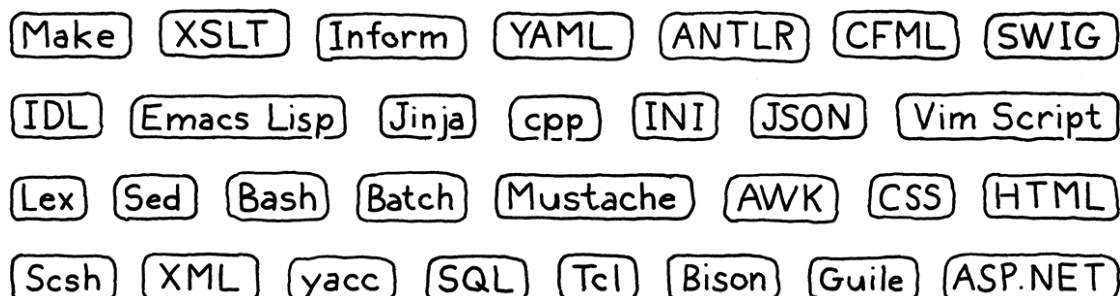 Make XSLT Inform YAML ANTLR CFML SWIG
IDL Emacs Lisp Jinja cpp INI JSON Vim Script
Lex Sed Bash Batch Mustache AWK CSS HTML
Scsh XML yacc SQL Tcl Bison Guile ASP.NET